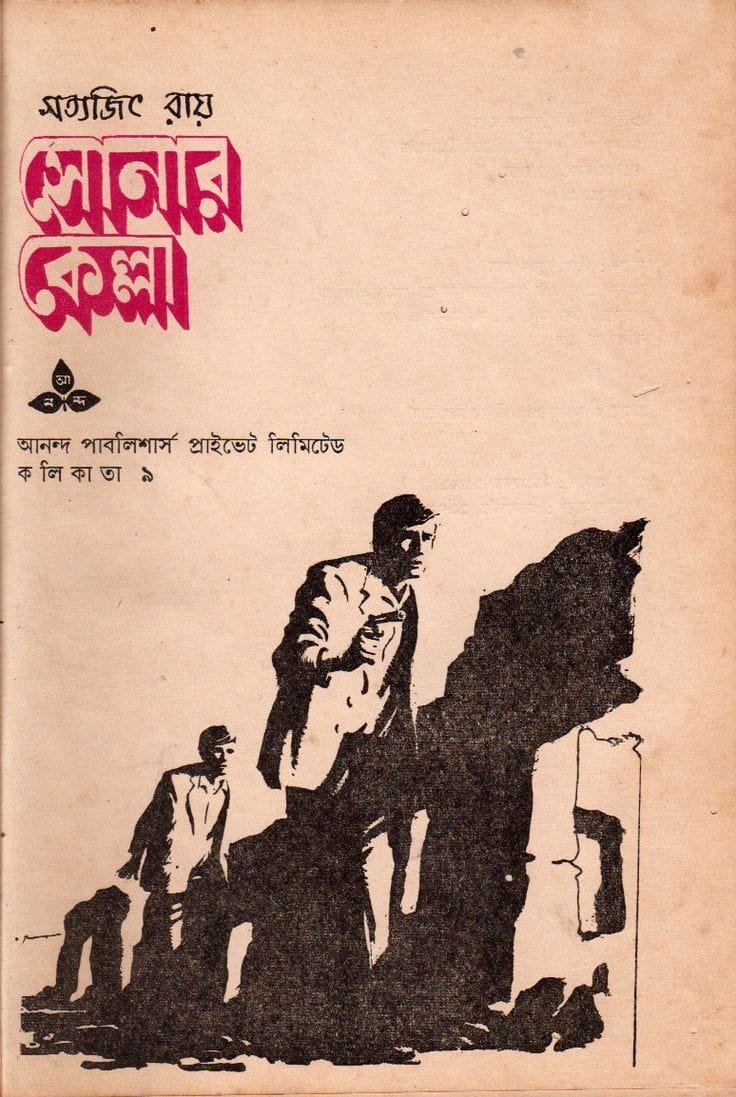 সত্যজিৎ রায়
সোনার
কেল্লা
আ
ন ন্দ
আনন্দ পাবলিশার্স প্রাইভেট লিমিটেড
ক লি কা তা ৯